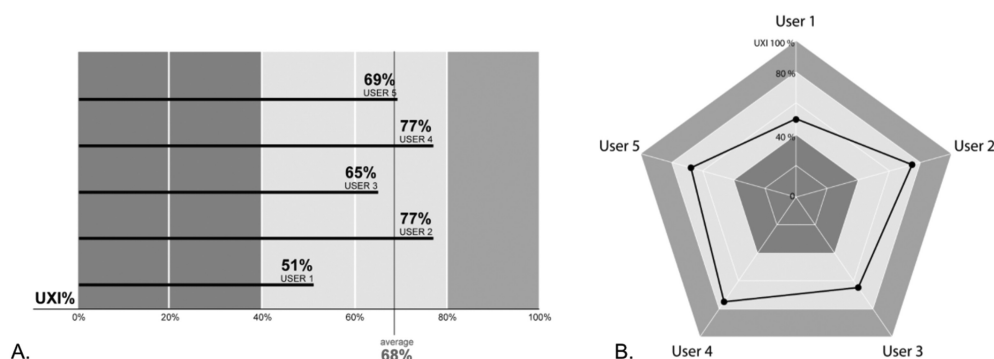 69%
USER 5
77%
USER 4
65%
USER 3
77%
USER 2
51%
USER 1
UXI%
0% 20% 40% 60% 80% 100%
average
68%
A.
User 1
UXI 100 %
80 %
User 5
User 2
40 %
0
User 4
User 3
B.